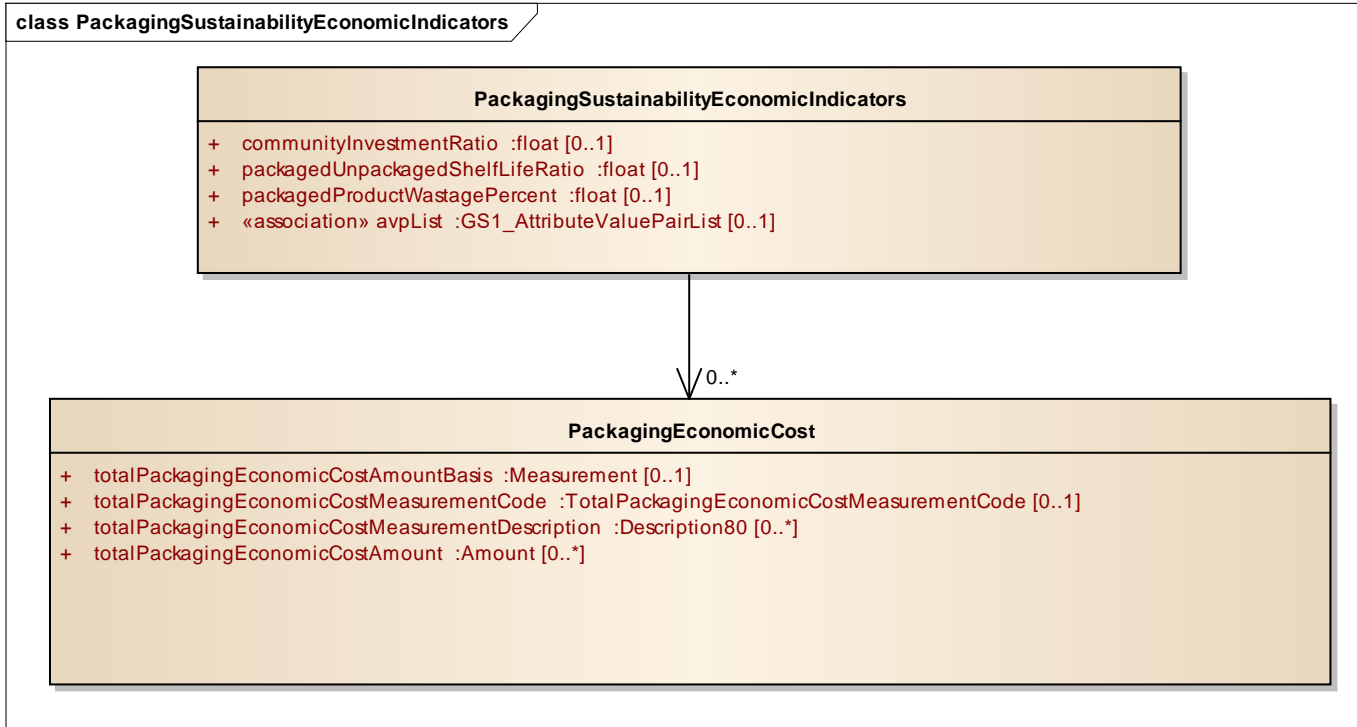 class PackagingSustainabilityEconomicIndicators
PackagingSustainabilityEconomicIndicators
+ communityInvestmentRatio :float [0..1]
+ packagedUnpackagedShelfLifeRatio :float [0..1]
+ packagedProductWastagePercent :float [0..1]
+ «association» avpList :GS1_AttributeValuePairList [0..1]
0..*
PackagingEconomicCost
+ totalPackagingEconomicCostAmountBasis :Measurement [0..1]
+ totalPackagingEconomicCostMeasurementCode :TotalPackagingEconomicCostMeasurementCode [0..1]
+ totalPackagingEconomicCostMeasurementDescription :Description80 [0..*]
+ totalPackagingEconomicCostAmount :Amount [0..*]